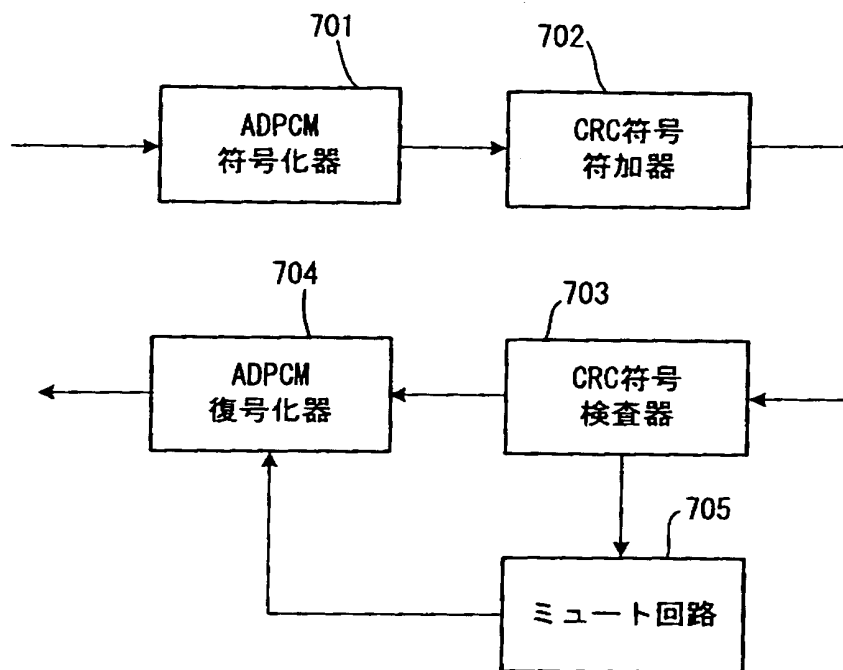 701
ADPCM
符号化器
702
CRC符号
符加器
704
ADPCM
復号化器
703
CRC符号
検査器
705
ミュート回路